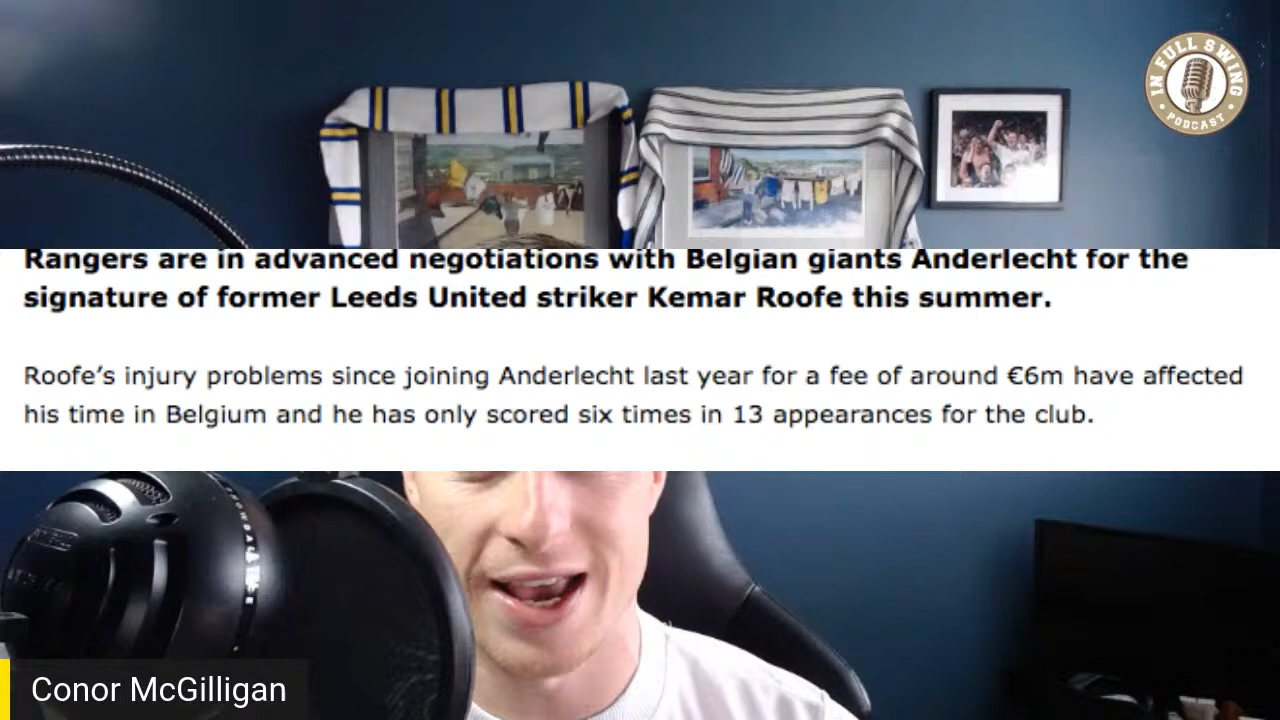 IN FULL SWING
PODCAST
Rangers are in advanced negotiations with Belgian giants Anderlecht for the
signature of former Leeds United striker Kemar Roofe this summer.
Roofe’s injury problems since joining Anderlecht last year for a fee of around €6m have affected
his time in Belgium and he has only scored six times in 13 appearances for the club.
Conor McGilligan